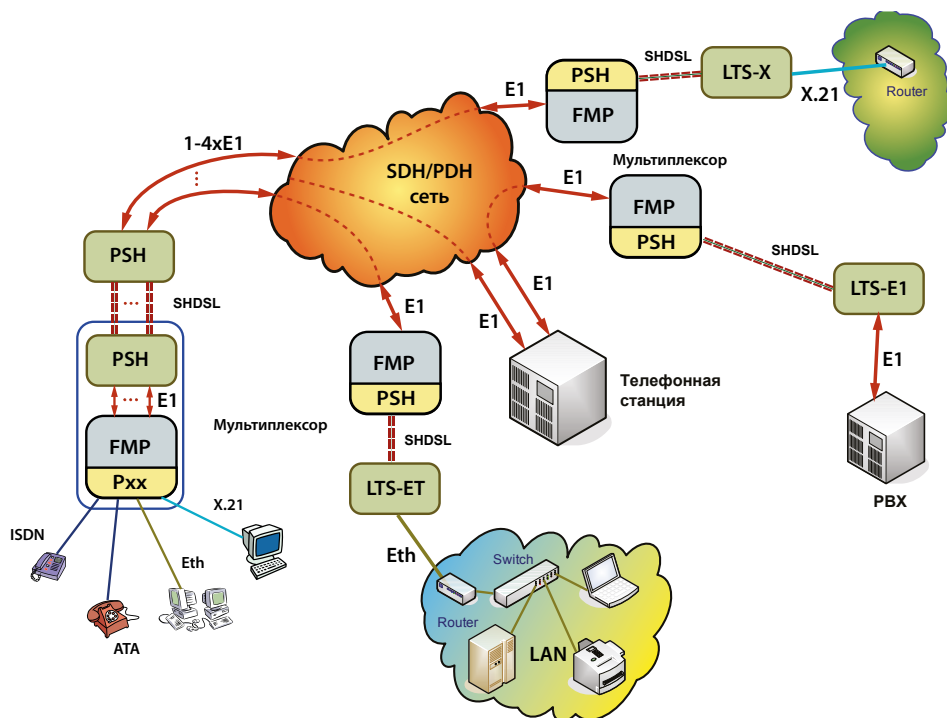 PSH
FMP
SHDSL
LTS-X
X.21
Router
E1
1-4xE1
SDH/PDH
сеть
Мультиплексор
E1
FMP
PSH
SHDSL
LTS-E1
E1
PBX
PSH
SHDSL
PSH
E1
FMP
Pxx
Мультиплексор
ISDN
ATA
Eth
X.21
E1
FMP
PSH
SHDSL
LTS-ET
Eth
E1
E1
Телефонная
станция
Switch
Router
LAN